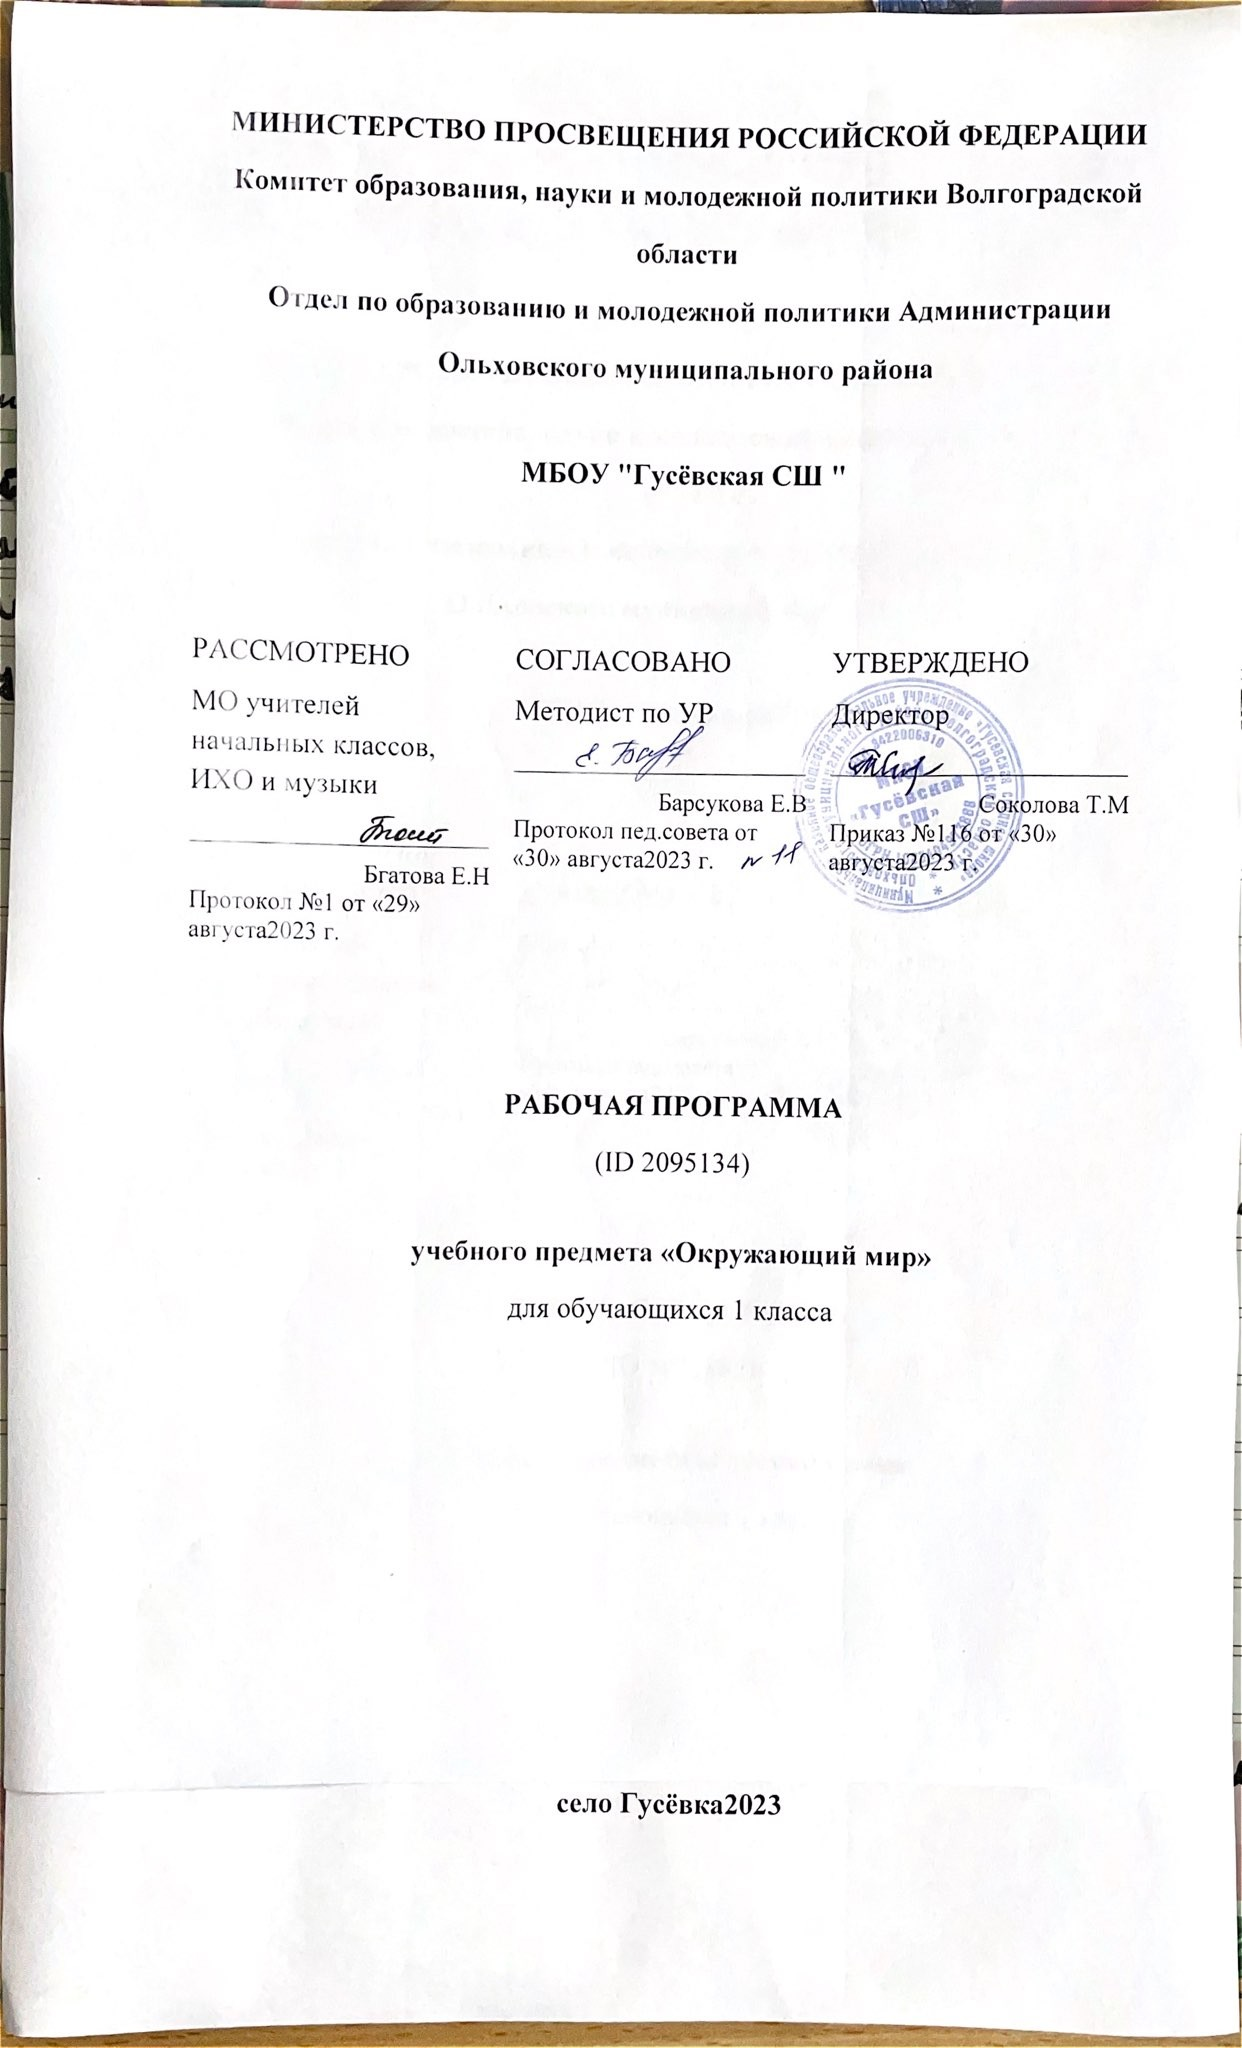 МИНИСТЕРСТВО ПРОСВЕЩЕНИЯ РОССИЙСКОЙ ФЕДЕРАЦИИ
Комитет образования, науки и молодежной политики Волгоградской
области
Отдел по образованию и молодежной политики Администрации
Ольховского муниципального района
МБОУ "Гусёвская СШ "
РАССМОТРЕНО
МО учителей
начальных классов,
ИХО и музыки
Бгатова Е.Н
Протокол №1 от «29»
августа2023 г.
СОГЛАСОВАНО
Методист по УР
Барсукова Е.В
Протокол пед.совета от
«30» августа2023 г. № 11
УТВЕРЖДЕНО
Директор
Соколова Т.М
Приказ №116 от «30»
августа2023 г.
«Гусёвская
СШ»
РАБОЧАЯ ПРОГРАММА
(ID 2095134)
учебного предмета «Окружающий мир»
для обучающихся 1 класса
село Гусёвка2023